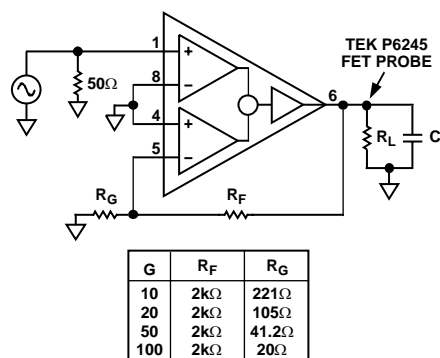 TEK P6245
FET PROBE
1
+
8
−
4
+
5
−
6
50Ω
R_L
C
R_G
R_F
G R_F R_G
10 2kΩ 221Ω
20 2kΩ 105Ω
50 2kΩ 41.2Ω
100 2kΩ 20Ω